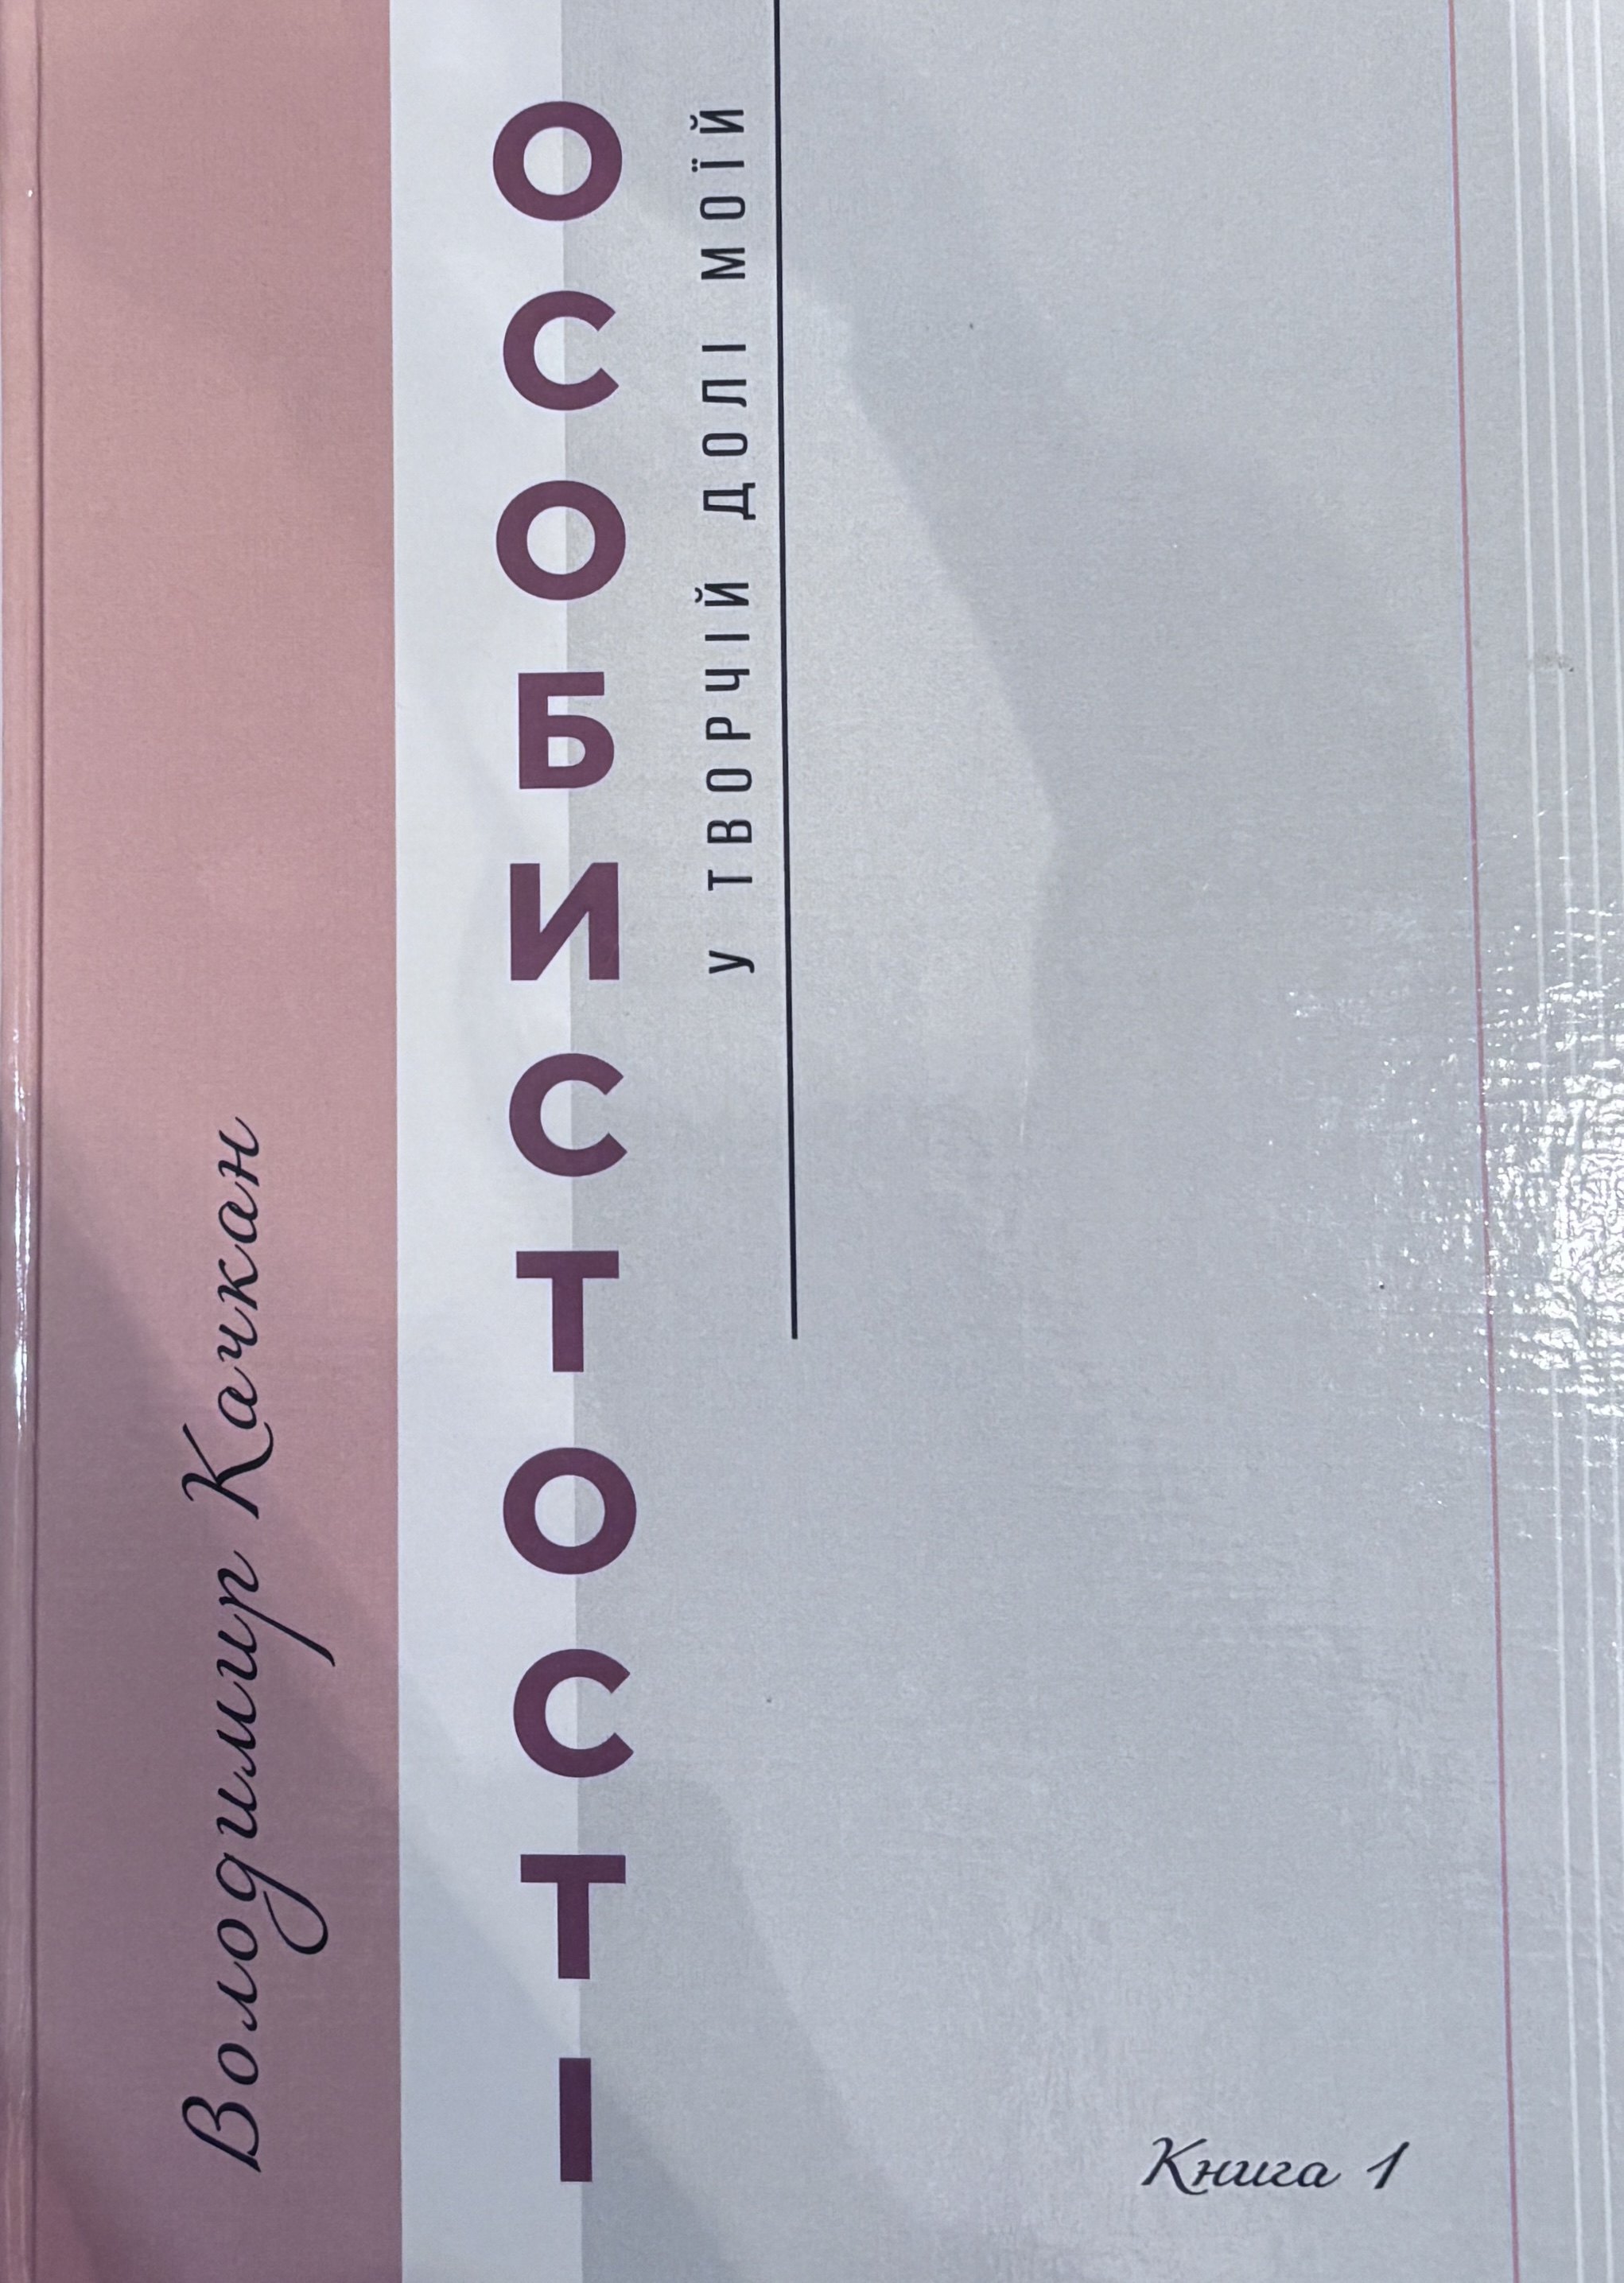 Володимир Качкан
ОСОБИСТОСТІ
У ТВОРЧІЙ ДОЛІ МОЇЙ
Книга 1